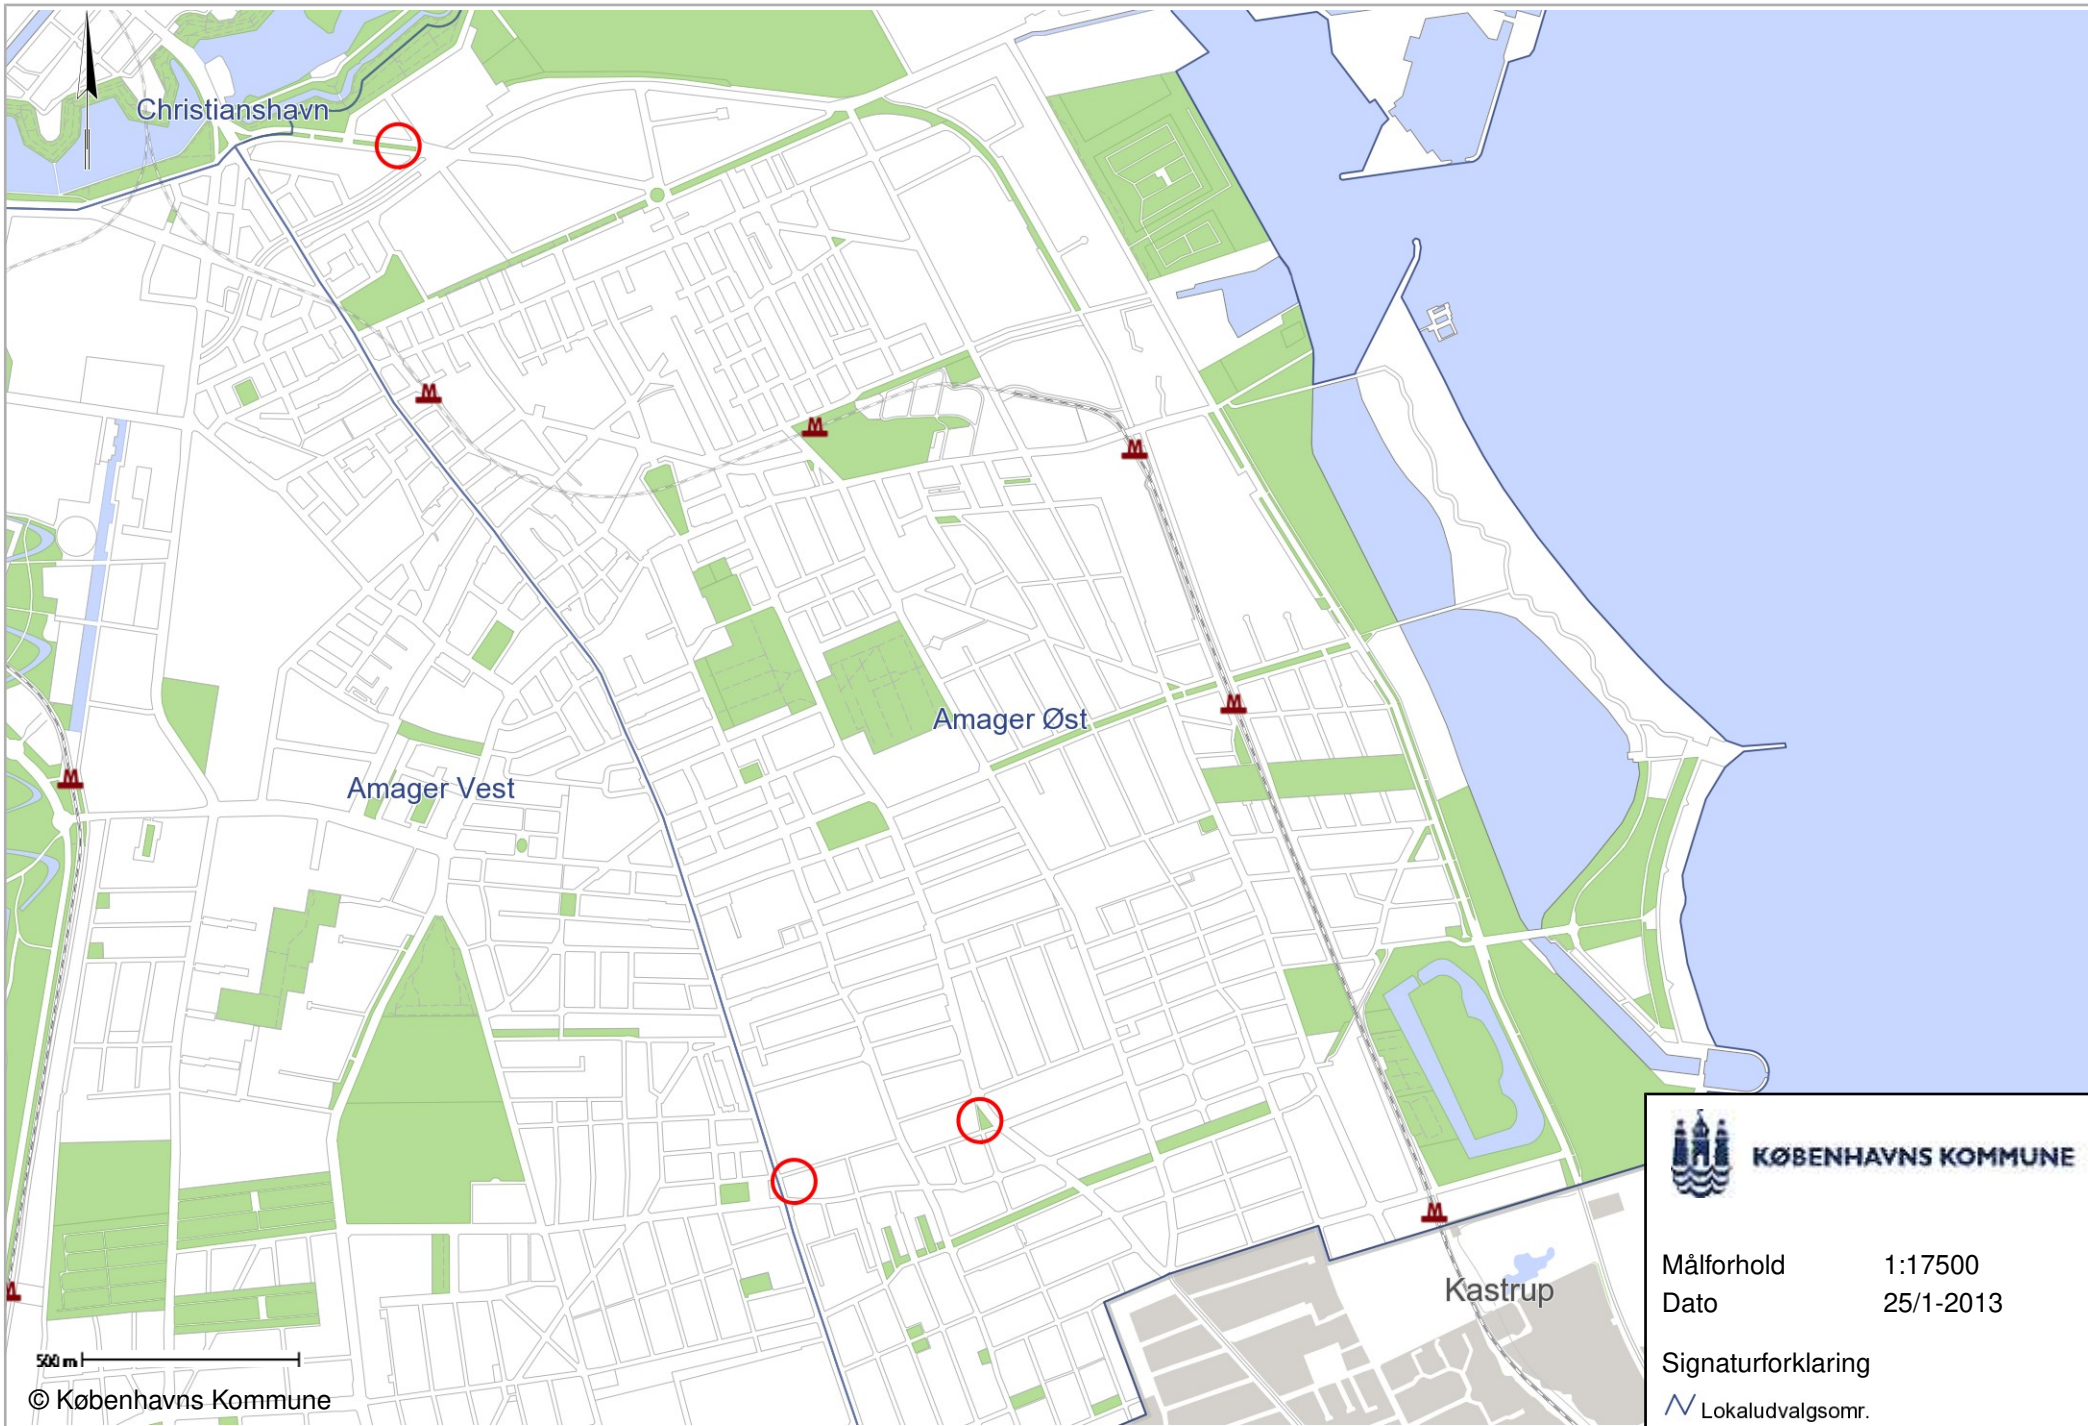 Christianshavn
M
M
M
Amager Øst
M
Amager Vest
M
KØBENHAVNS KOMMUNE
M
Målforhold 1:17500
Kastrup
Dato 25/1-2013
500 m
Signaturforklaring
© Københavns Kommune
Lokaludvalgsomr.